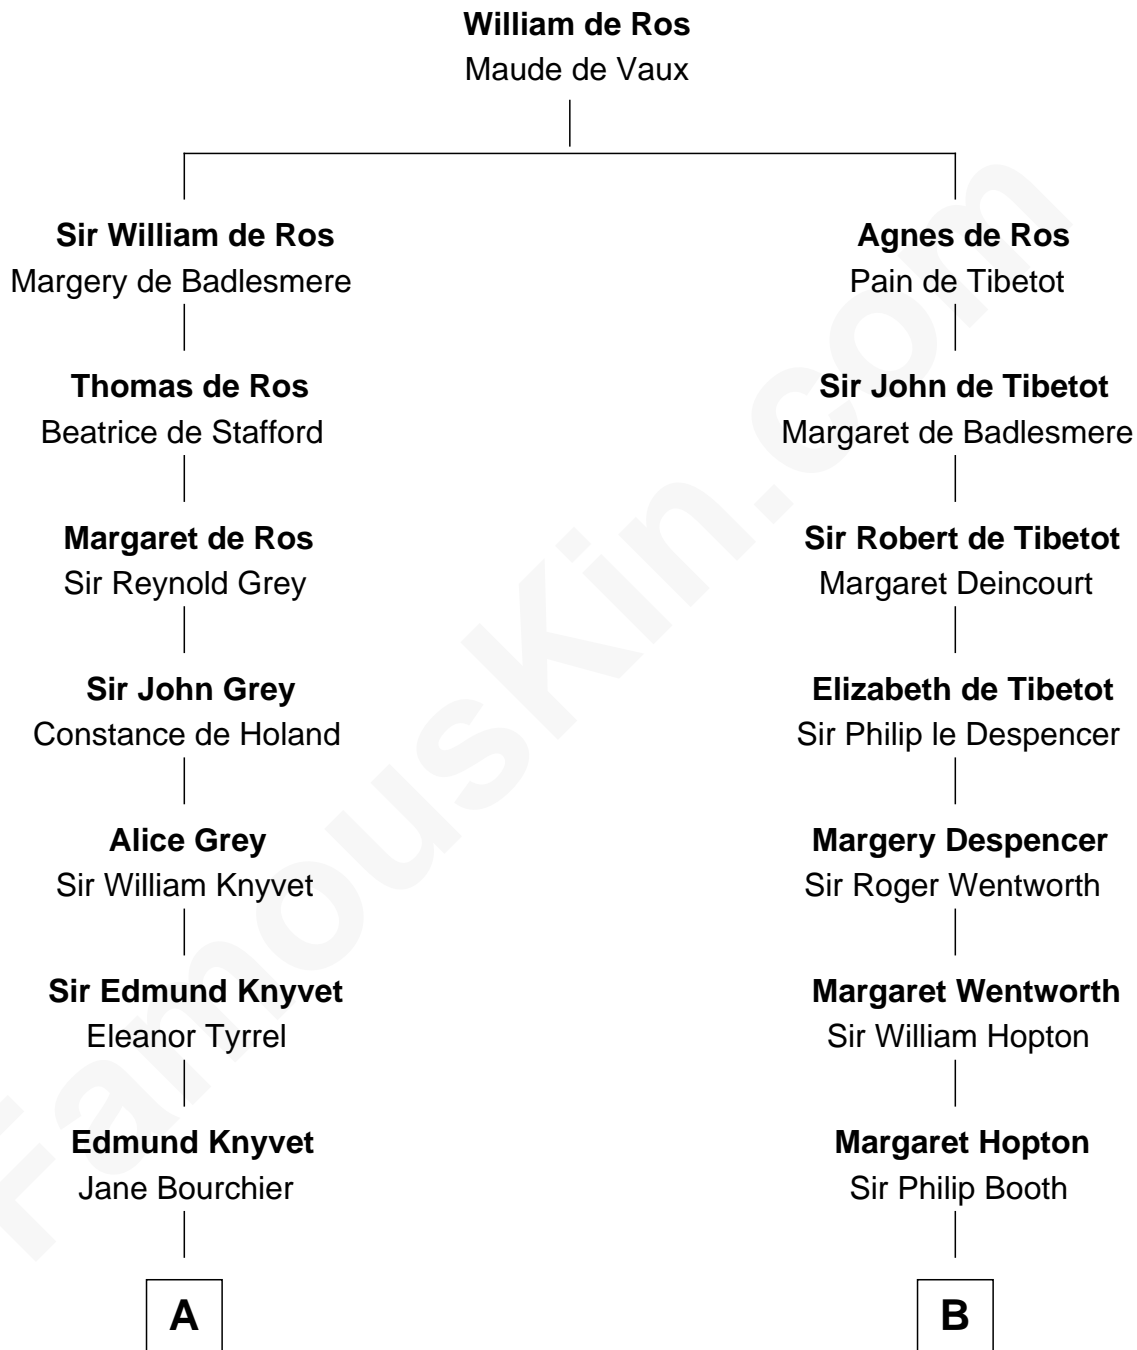 William de Ros
Maude de Vaux
Sir William de Ros
Margery de Badlesmere
Thomas de Ros
Beatrice de Stafford
Margaret de Ros
Sir Reynold Grey
Sir John Grey
Constance de Holand
Alice Grey
Sir William Knyvet
Sir Edmund Knyvet
Eleanor Tyrrel
Edmund Knyvet
Jane Bourchier
A
Agnes de Ros
Pain de Tibetot
Sir John de Tibetot
Margaret de Badlesmere
Sir Robert de Tibetot
Margaret Deincourt
Elizabeth de Tibetot
Sir Philip le Despencer
Margery Despencer
Sir Roger Wentworth
Margaret Wentworth
Sir William Hopton
Margaret Hopton
Sir Philip Booth
B
FamousKin.com